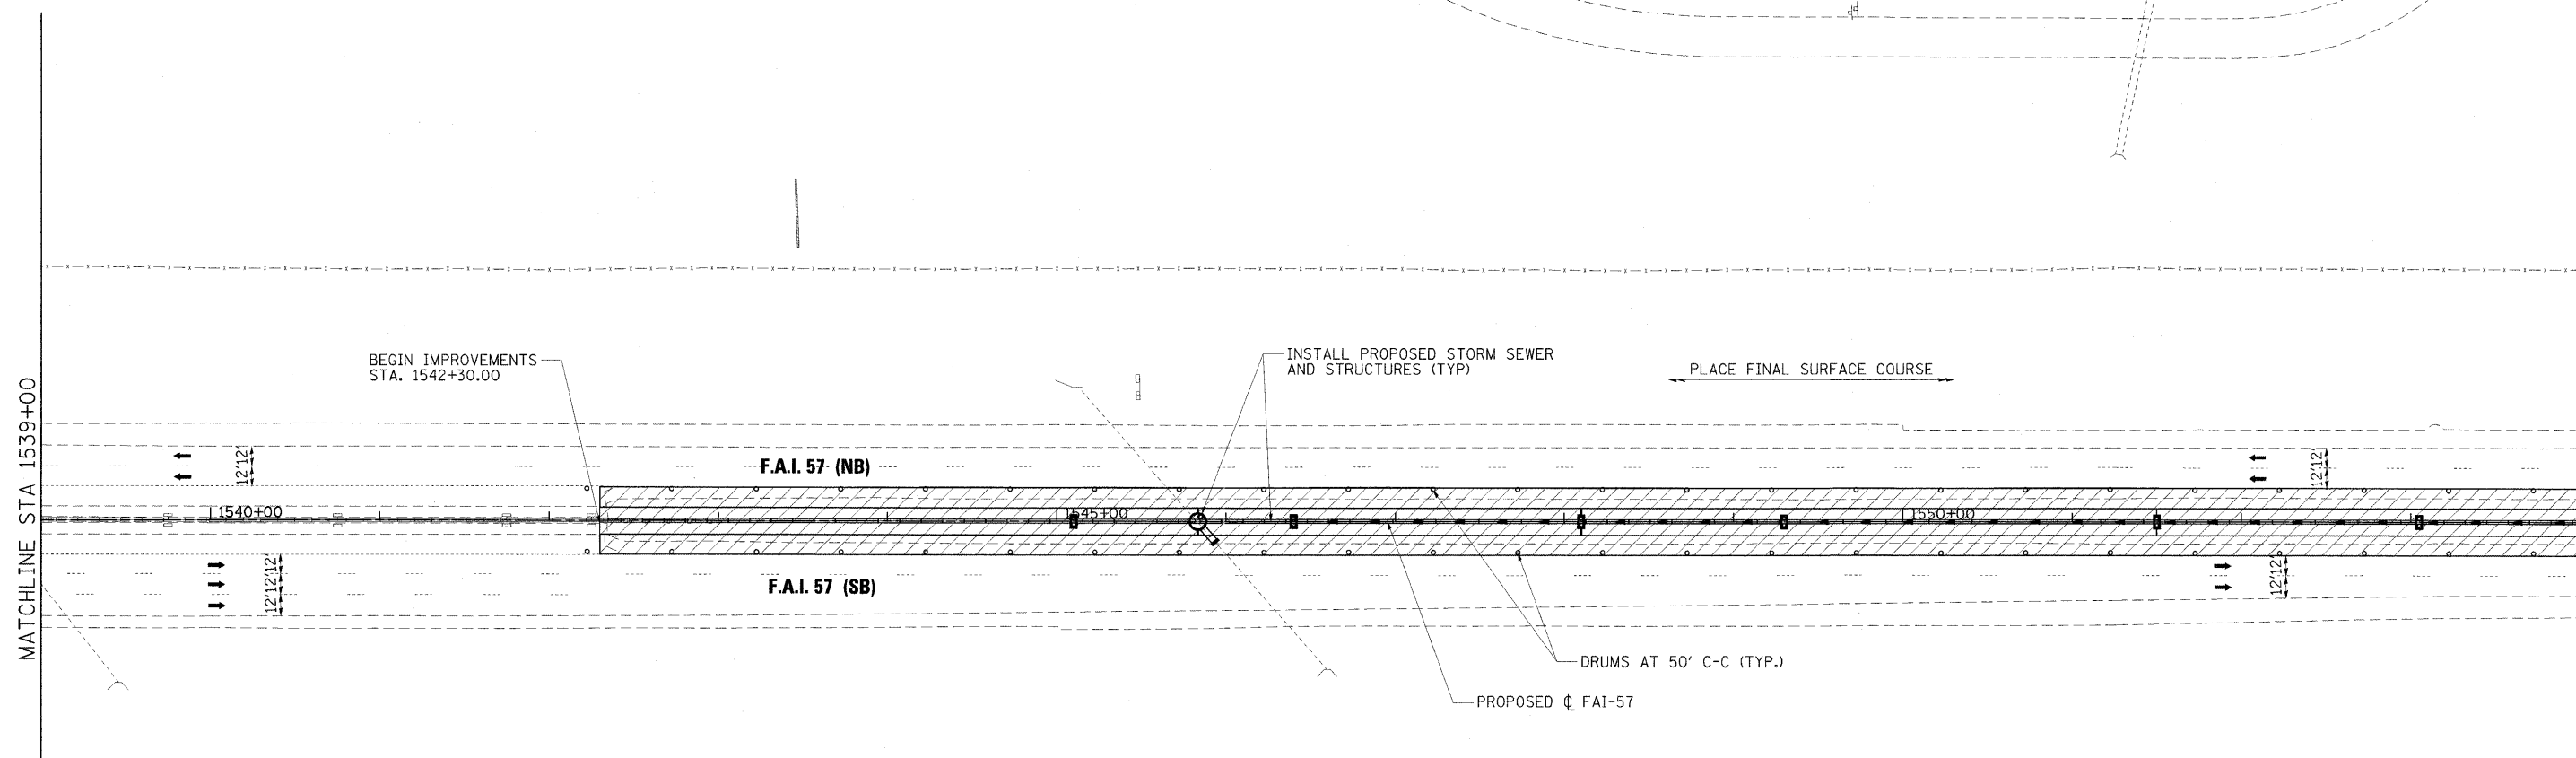 MATCHLINE STA 1539+00
BEGIN IMPROVEMENTS
STA. 1542+30.00
INSTALL PROPOSED STORM SEWER
AND STRUCTURES (TYP)
PLACE FINAL SURFACE COURSE
12'12'
F.A.I. 57 (NB)
12'12'
1540+00
1545+00
1550+00
12'12'12'
F.A.I. 57 (SB)
12'12'
DRUMS AT 50' C-C (TYP.)
PROPOSED ℄ FAI-57